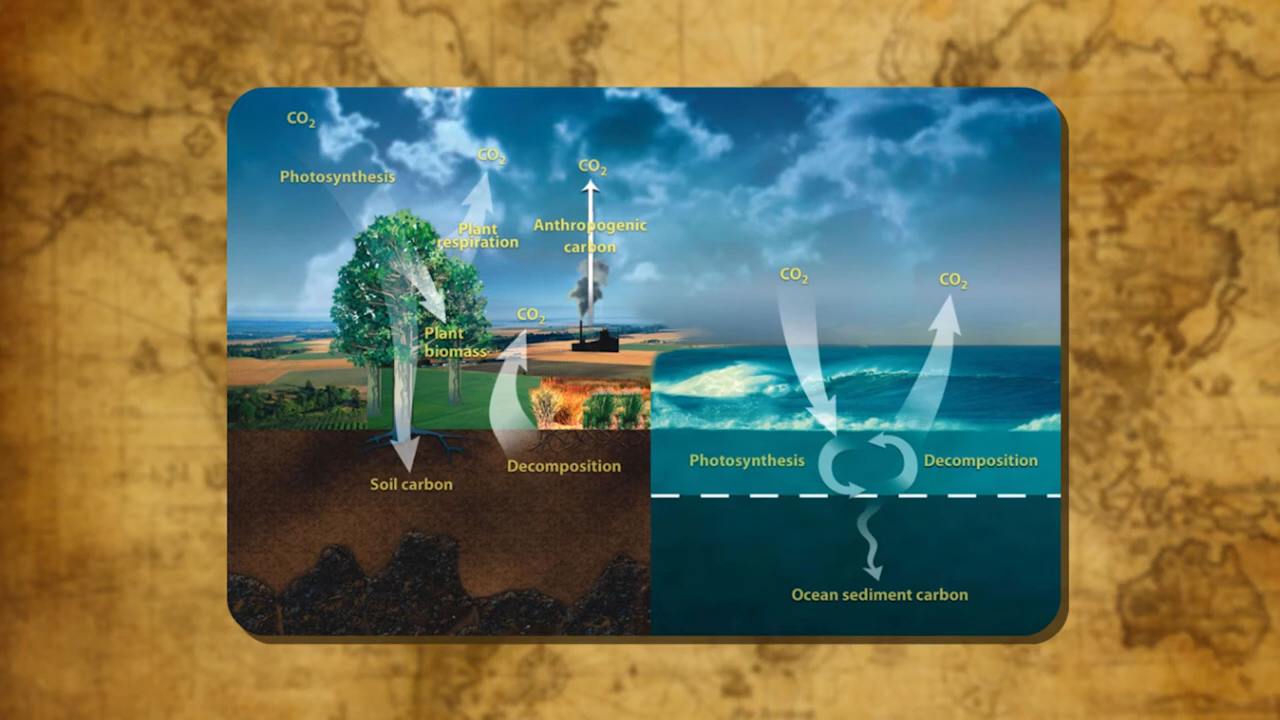 CO₂
CO₂
CO₂
Photosynthesis
Plant
respiration
Anthropogenic
carbon
CO₂
CO₂
CO₂
Plant
biomass
Photosynthesis
Decomposition
Decomposition
Soil carbon
Ocean sediment carbon